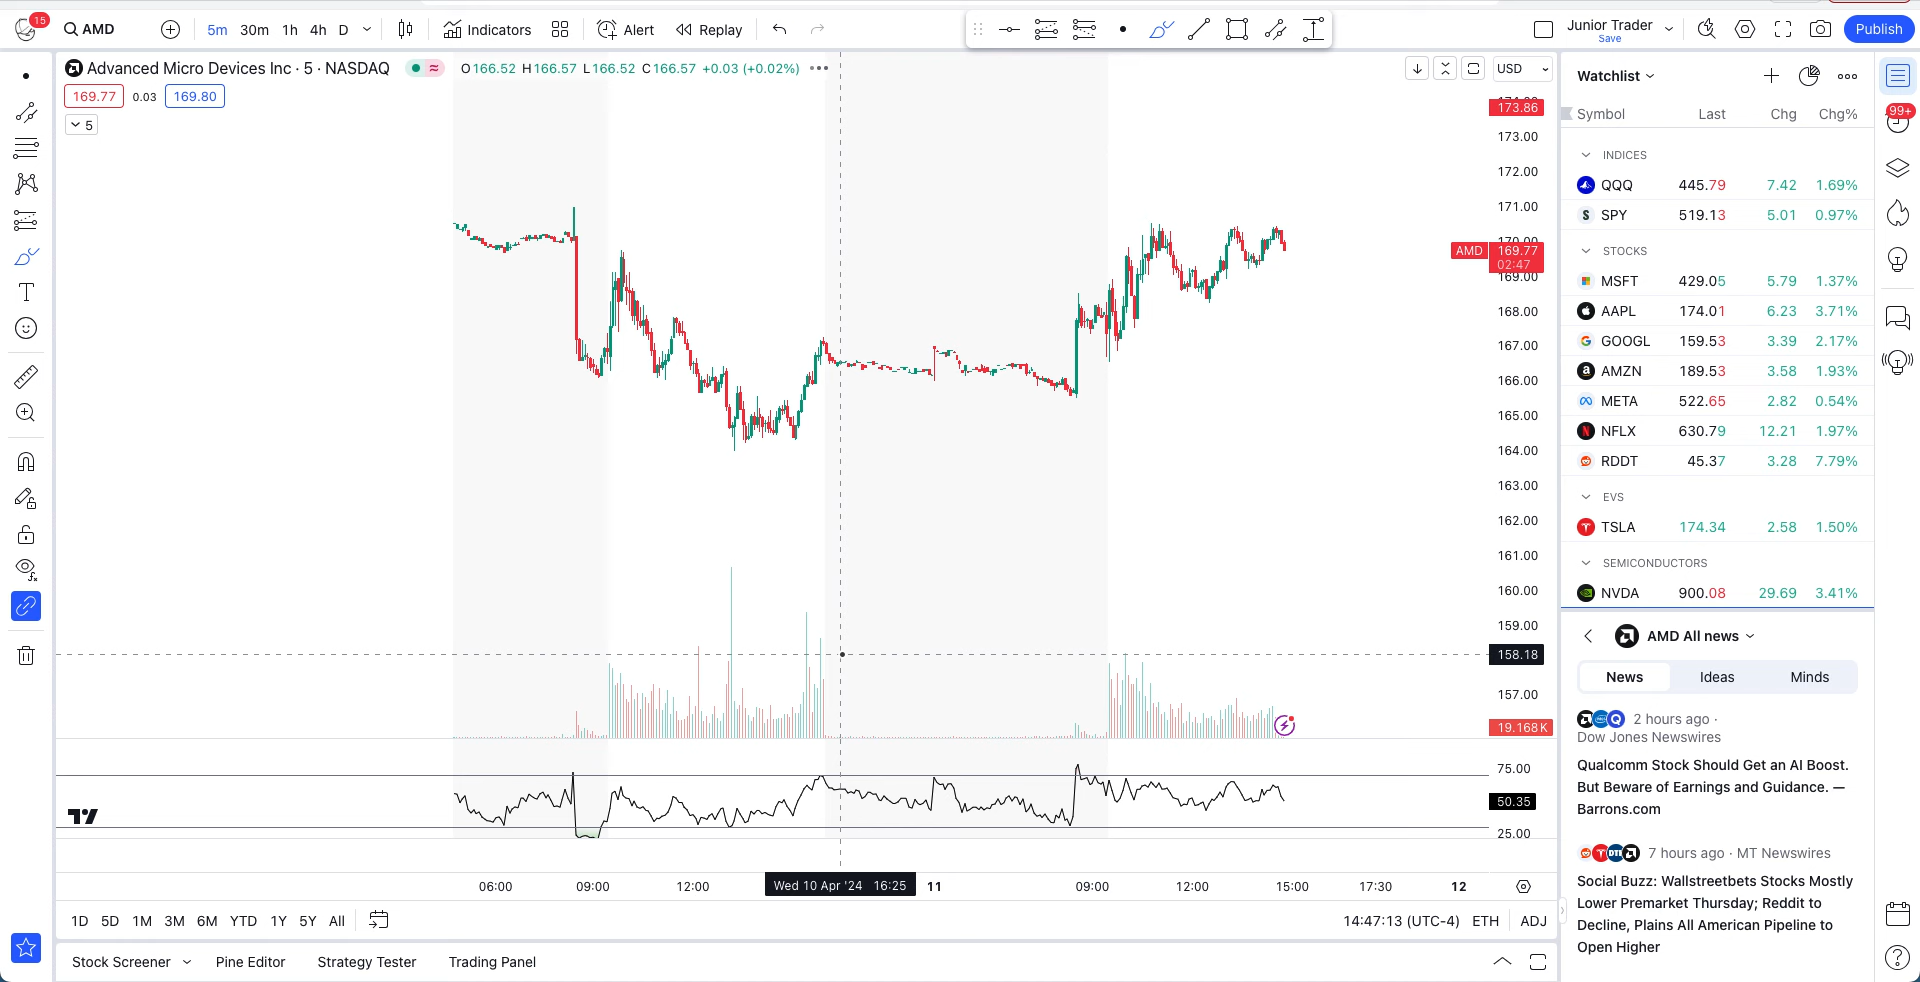 15
AMD
5m 30m 1h 4h D
Indicators
Alert
Replay
Junior Trader
Save
Publish
Advanced Micro Devices Inc · 5 · NASDAQ
O166.52 H166.57 L166.52 C166.57 +0.03 (+0.02%)
USD
169.77 0.03 169.80
5
173.86
173.00
172.00
171.00
AMD 169.77
02:47
169.00
168.00
167.00
166.00
165.00
164.00
163.00
162.00
161.00
160.00
159.00
158.18
157.00
19.168K
75.00
50.35
25.00
06:00 09:00 12:00 Wed 10 Apr '24 16:25 11 09:00 12:00 15:00 17:30 12
1D 5D 1M 3M 6M YTD 1Y 5Y All
14:47:13 (UTC-4) ETH ADJ
Stock Screener Pine Editor Strategy Tester Trading Panel
Watchlist
99+
Symbol Last Chg Chg%
INDICES
QQQ 445.79 7.42 1.69%
SPY 519.13 5.01 0.97%
STOCKS
MSFT 429.05 5.79 1.37%
AAPL 174.01 6.23 3.71%
GOOGL 159.53 3.39 2.17%
AMZN 189.53 3.58 1.93%
META 522.65 2.82 0.54%
NFLX 630.79 12.21 1.97%
RDDT 45.37 3.28 7.79%
EVS
TSLA 174.34 2.58 1.50%
SEMICONDUCTORS
NVDA 900.08 29.69 3.41%
AMD All news
News Ideas Minds
2 hours ago ·
Dow Jones Newswires
Qualcomm Stock Should Get an AI Boost.
But Beware of Earnings and Guidance. —
Barrons.com
7 hours ago · MT Newswires
Social Buzz: Wallstreetbets Stocks Mostly
Lower Premarket Thursday; Reddit to
Decline, Plains All American Pipeline to
Open Higher